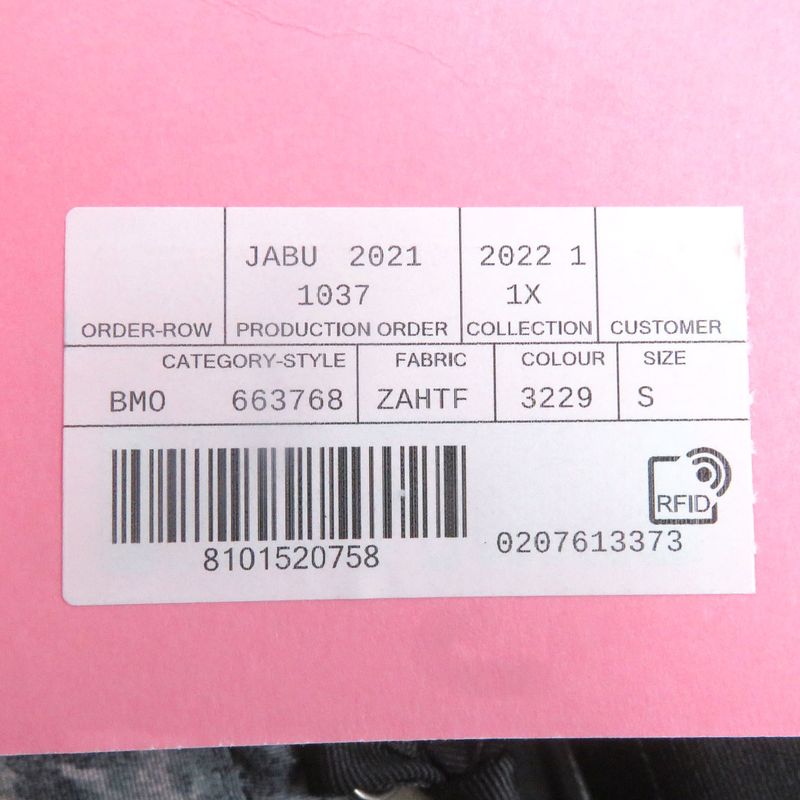 JABU 2021 2022 1
1037 1X
ORDER-ROW PRODUCTION ORDER COLLECTION CUSTOMER
CATEGORY-STYLE FABRIC COLOUR SIZE
BMO 663768 ZAHTF 3229 S
RFID
8101520758 0207613373